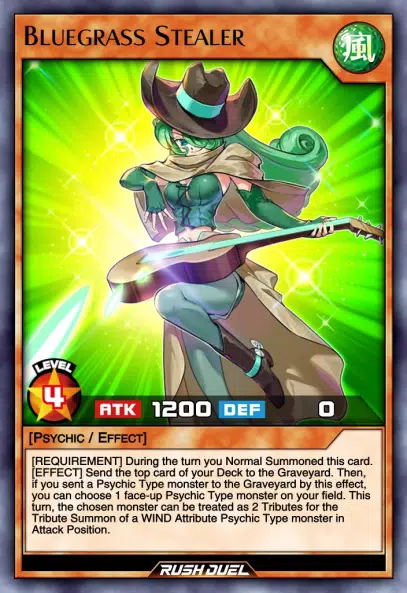 BLUEGRASS STEALER
風
LEVEL
4
ATK 1200 DEF 0
[PSYCHIC / EFFECT]
[REQUIREMENT] During the turn you Normal Summoned this card.
[EFFECT] Send the top card of your Deck to the Graveyard. Then,
if you sent a Psychic Type monster to the Graveyard by this effect,
you can choose 1 face-up Psychic Type monster on your field. This
turn, the chosen monster can be treated as 2 Tributes for the
Tribute Summon of a WIND Attribute Psychic Type monster in
Attack Position.
RUSH DUEL